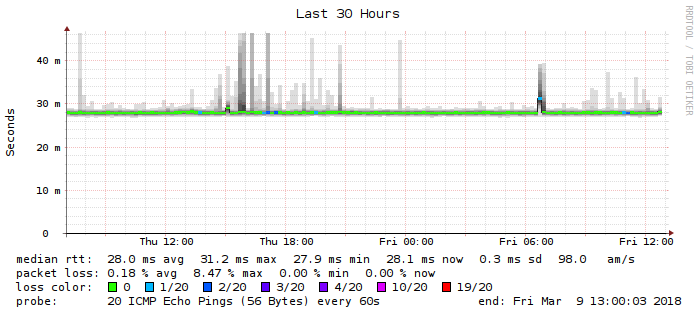 Last 30 Hours
RRDTOOL / TOBI OETIKER
Seconds
40 m
30 m
20 m
10 m
0
Thu 12:00 Thu 18:00 Fri 00:00 Fri 06:00 Fri 12:00
median rtt: 28.0 ms avg 31.2 ms max 27.9 ms min 28.1 ms now 0.3 ms sd 98.0 am/s
packet loss: 0.18 % avg 8.47 % max 0.00 % min 0.00 % now
loss color: 0 1/20 2/20 3/20 4/20 10/20 19/20
probe: 20 ICMP Echo Pings (56 Bytes) every 60s end: Fri Mar 9 13:00:03 2018